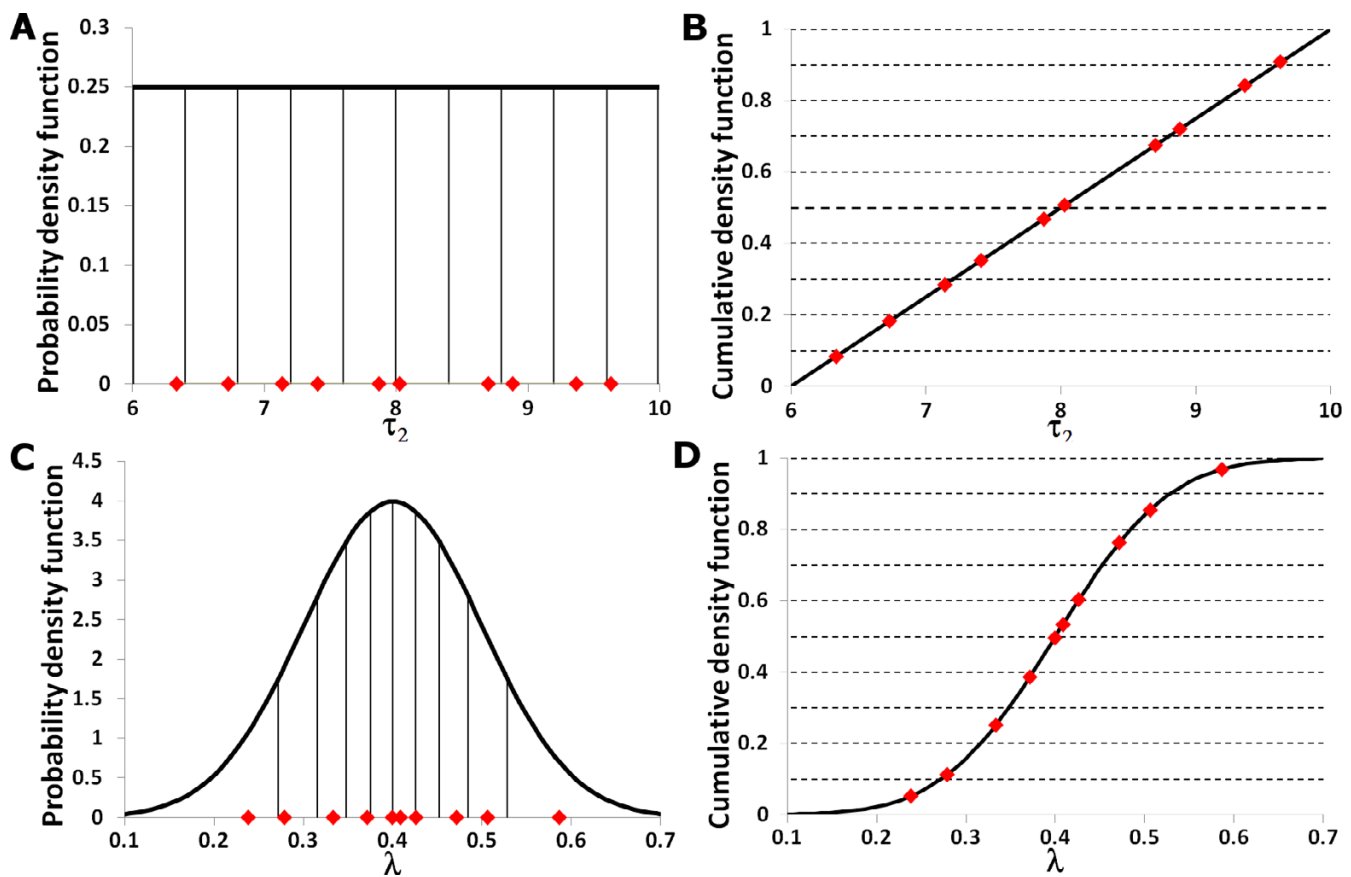 A
Probability density function
0.3
0.25
0.2
0.15
0.1
0.05
0
6 7 8 9 10
τ2
B
Cumulative density function
1
0.8
0.6
0.4
0.2
0
6 7 8 9 10
τ2
C
Probability density function
4.5
4
3.5
3
2.5
2
1.5
1
0.5
0
0.1 0.2 0.3 0.4 0.5 0.6 0.7
λ
D
Cumulative density function
1
0.8
0.6
0.4
0.2
0
0.1 0.2 0.3 0.4 0.5 0.6 0.7
λ